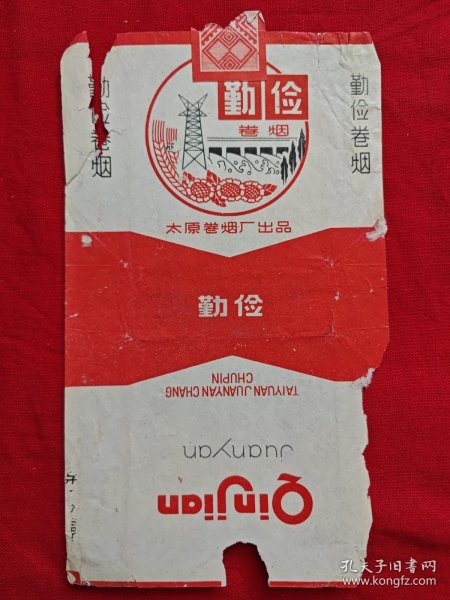 勤俭
卷烟
太原卷烟厂出品
勤俭卷烟
勤俭卷烟
勤俭
TAIYUAN JUANYAN CHANG
CHUPIN
Juanyan
Qinjian
孔夫子旧书网
www.kongfz.com